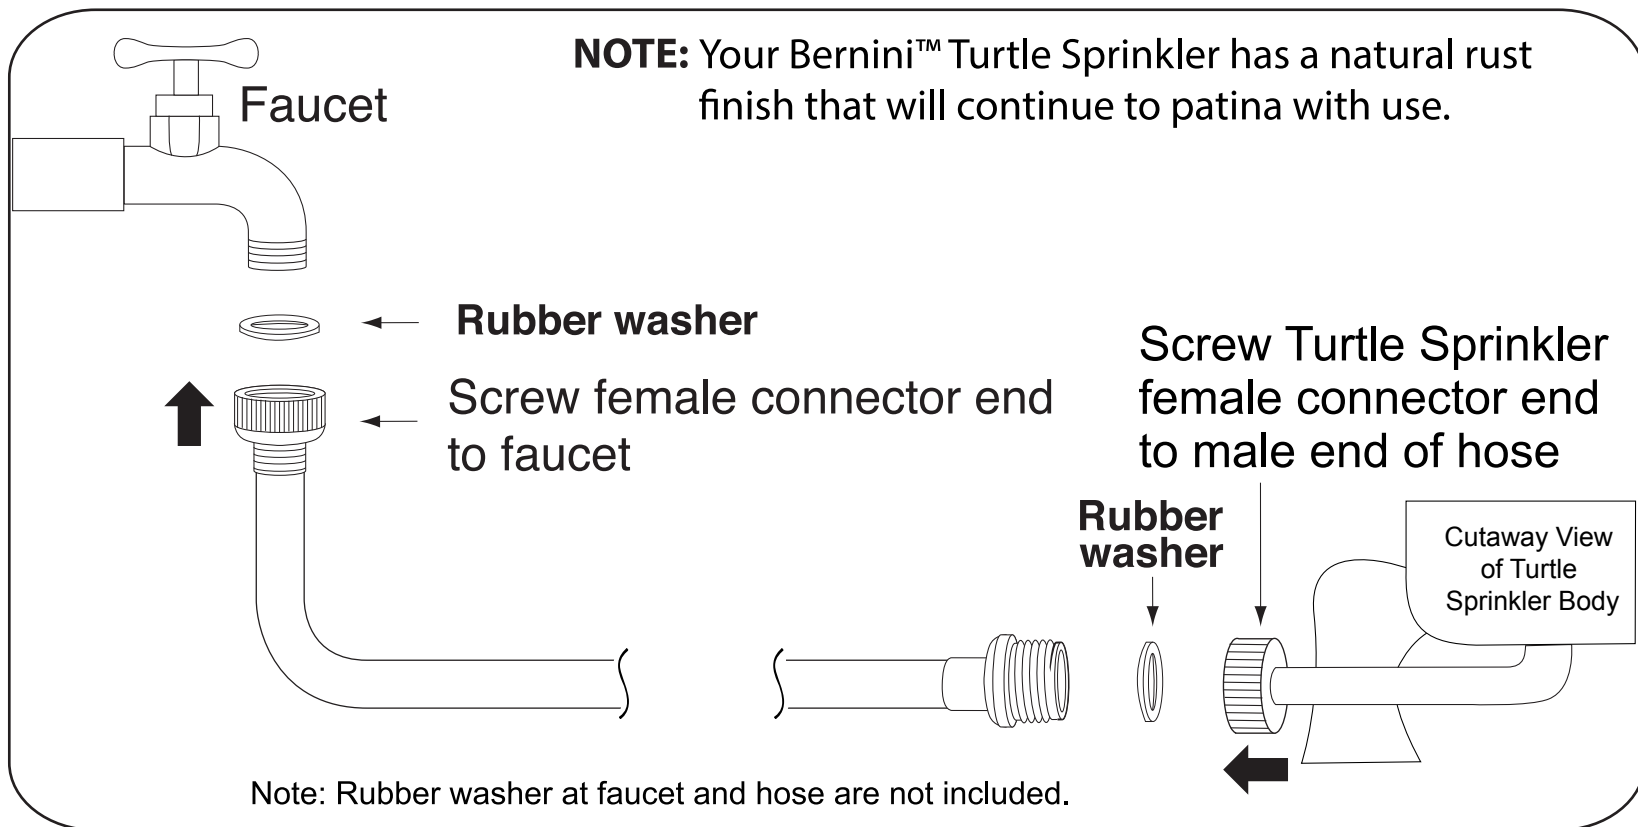 NOTE: Your Bernini™ Turtle Sprinkler has a natural rust
finish that will continue to patina with use.
Faucet
Rubber washer
Screw female connector end
to faucet
Screw Turtle Sprinkler
female connector end
to male end of hose
Rubber
washer
Cutaway View
of Turtle
Sprinkler Body
Note: Rubber washer at faucet and hose are not included.